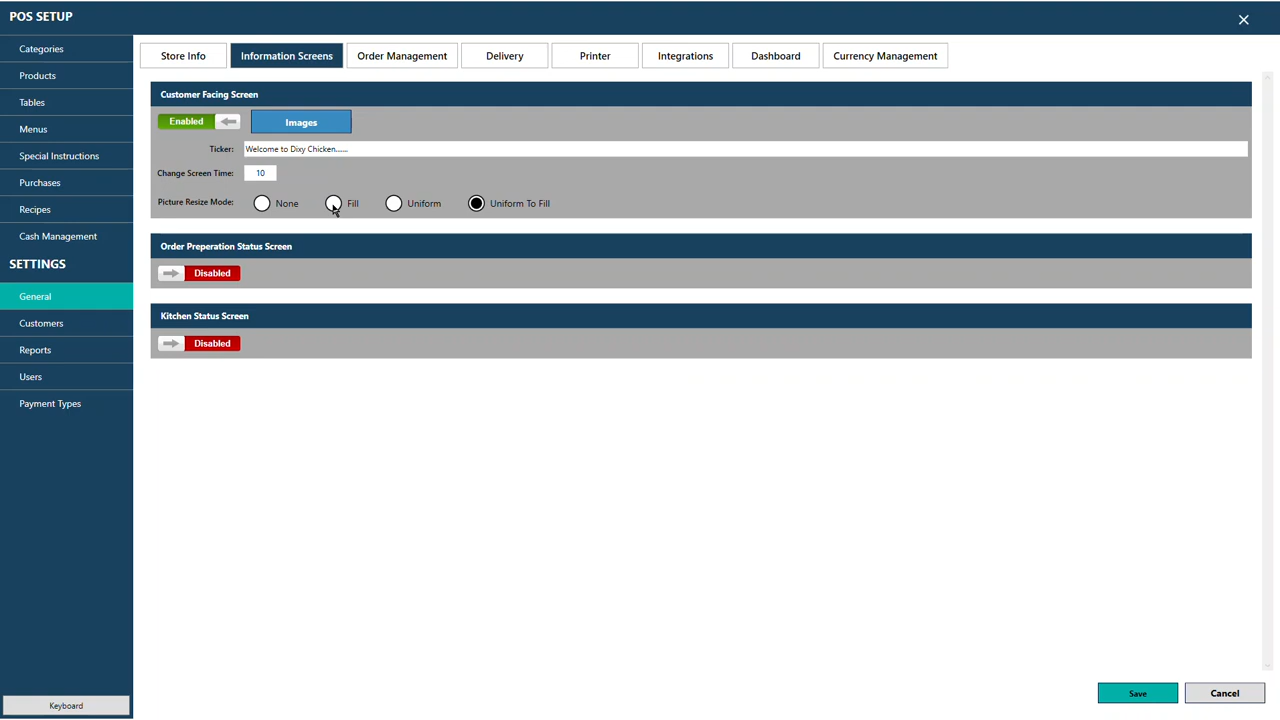 POS SETUP
Categories
Products
Tables
Menus
Special Instructions
Purchases
Recipes
Cash Management
SETTINGS
General
Customers
Reports
Users
Payment Types
Keyboard
Store Info
Information Screens
Order Management
Delivery
Printer
Integrations
Dashboard
Currency Management
Customer Facing Screen
Enabled
Images
Ticker: Welcome to Dixy Chicken......
Change Screen Time: 10
Picture Resize Mode: None Fill Uniform Uniform To Fill
Order Preperation Status Screen
Disabled
Kitchen Status Screen
Disabled
Save
Cancel